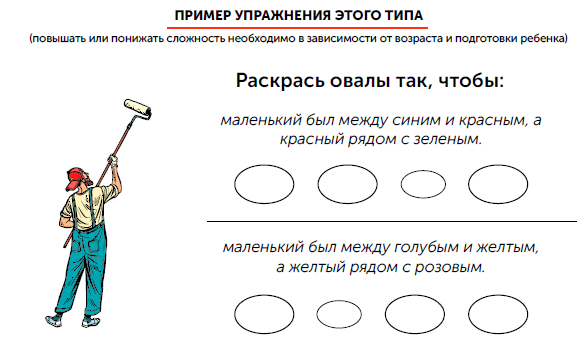 ПРИМЕР УПРАЖНЕНИЯ ЭТОГО ТИПА
(повышать или понижать сложность необходимо в зависимости от возраста и подготовки ребенка)
Раскрась овалы так, чтобы:
маленький был между синим и красным, а
красный рядом с зеленым.
маленький был между голубым и желтым,
а желтый рядом с розовым.